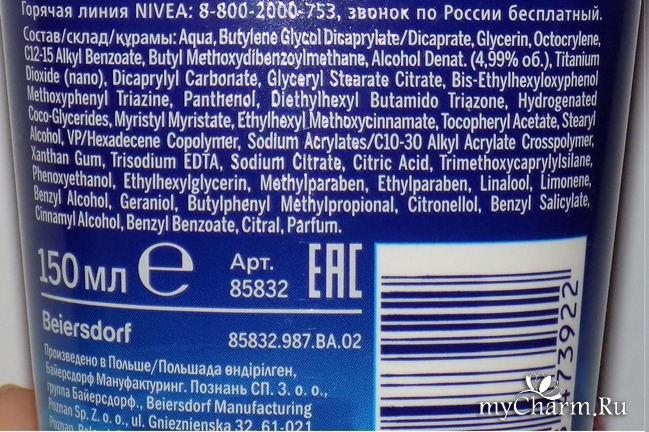 Горячая линия NIVEA: 8-800-2000-753, звонок по России бесплатный.
Состав/склад/құрамы: Aqua, Butylene Glycol Dicaprylate/Dicaprate, Glycerin, Octocrylene,
C12-15 Alkyl Benzoate, Butyl Methoxydibenzoylmethane, Alcohol Denat. (4,99% об.), Titanium
Dioxide (nano), Dicaprylyl Carbonate, Glyceryl Stearate Citrate, Bis-Ethylhexyloxyphenol
Methoxyphenyl Triazine, Panthenol, Diethylhexyl Butamido Triazone, Hydrogenated
Coco-Glycerides, Myristyl Myristate, Ethylhexyl Methoxycinnamate, Tocopheryl Acetate, Stearyl
Alcohol, VP/Hexadecene Copolymer, Sodium Acrylates/C10-30 Alkyl Acrylate Crosspolymer,
Xanthan Gum, Trisodium EDTA, Sodium Citrate, Citric Acid, Trimethoxycaprylylsilane,
Phenoxyethanol, Ethylhexylglycerin, Methylparaben, Ethylparaben, Linalool, Limonene,
Benzyl Alcohol, Geraniol, Butylphenyl Methylpropional, Citronellol, Benzyl Salicylate,
Cinnamyl Alcohol, Benzyl Benzoate, Citral, Parfum.
150 мл e Арт. 85832 EAC
Beiersdorf 85832.987.BA.02
Произведено в Польше/Польшада өндірілген,
Байерсдорф Мануфактуринг. Познань СП. З. о. о.,
группа Байерсдорф., Beiersdorf Manufacturing
Poznan Sp. Z. o. o., ul. Gnieznienska 32, 61-021
473922
myCharm.Ru